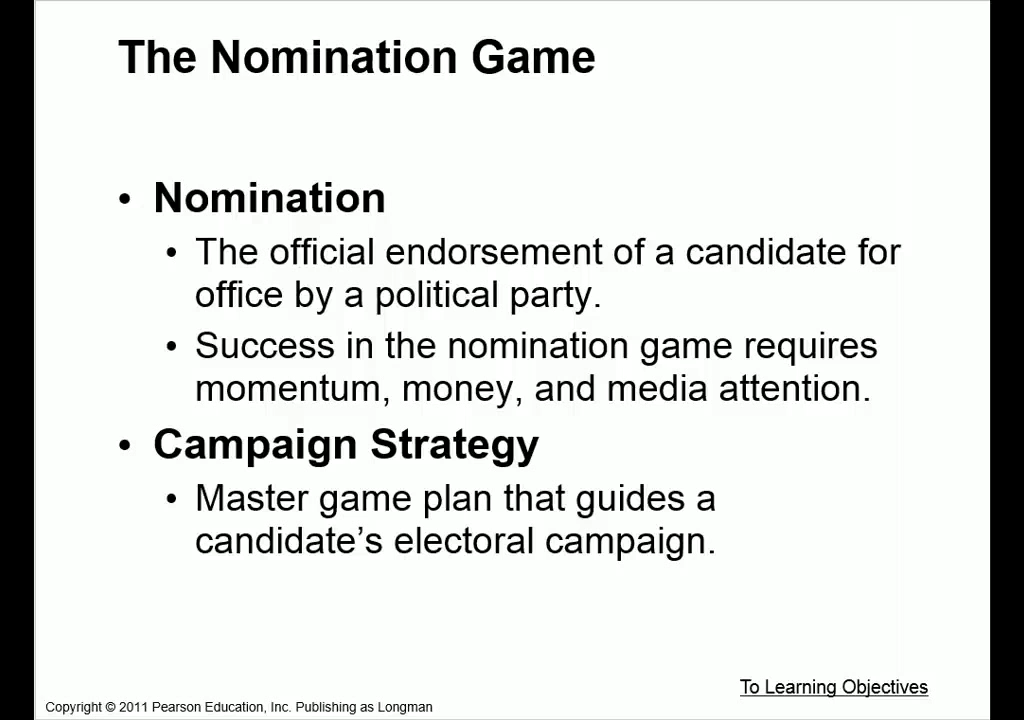 The Nomination Game
• Nomination
• The official endorsement of a candidate for
office by a political party.
• Success in the nomination game requires
momentum, money, and media attention.
• Campaign Strategy
• Master game plan that guides a
candidate’s electoral campaign.
To Learning Objectives
Copyright © 2011 Pearson Education, Inc. Publishing as Longman